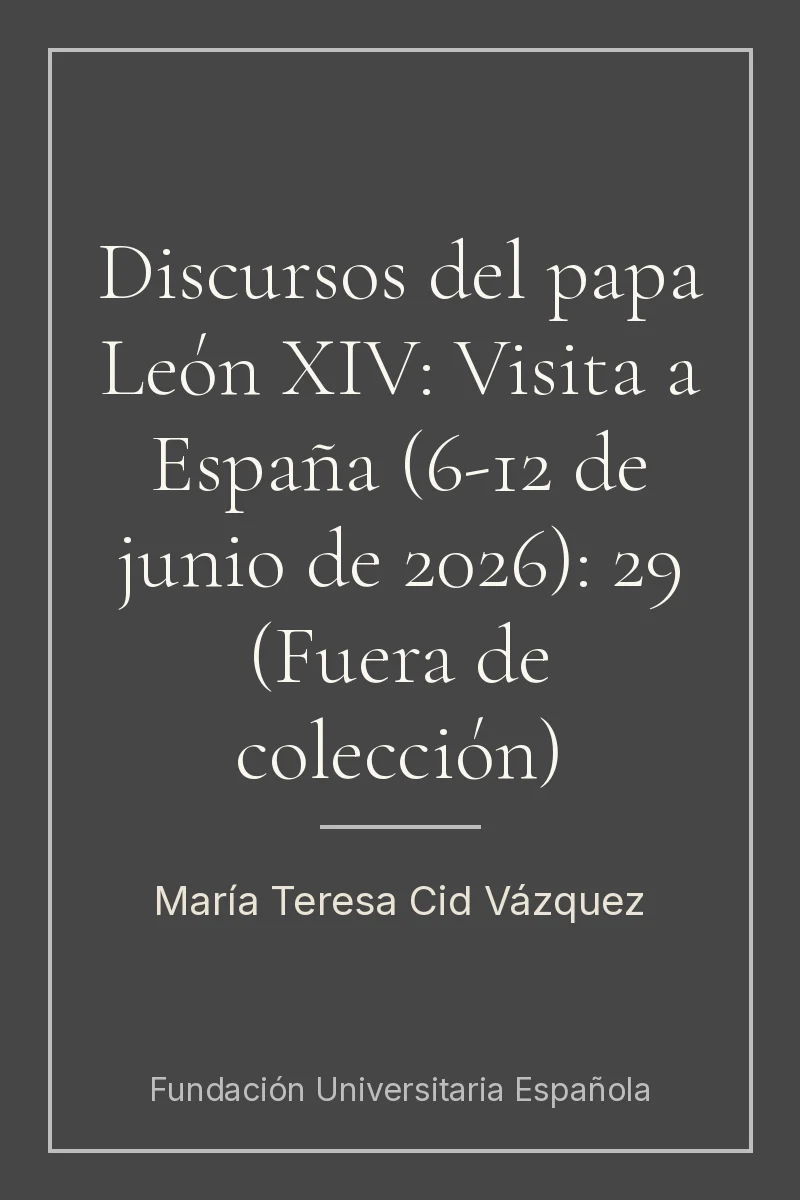 Discursos del papa
León XIV: Visita a
España (6-12 de
junio de 2026): 29
(Fuera de
colección)
María Teresa Cid Vázquez
Fundación Universitaria Española